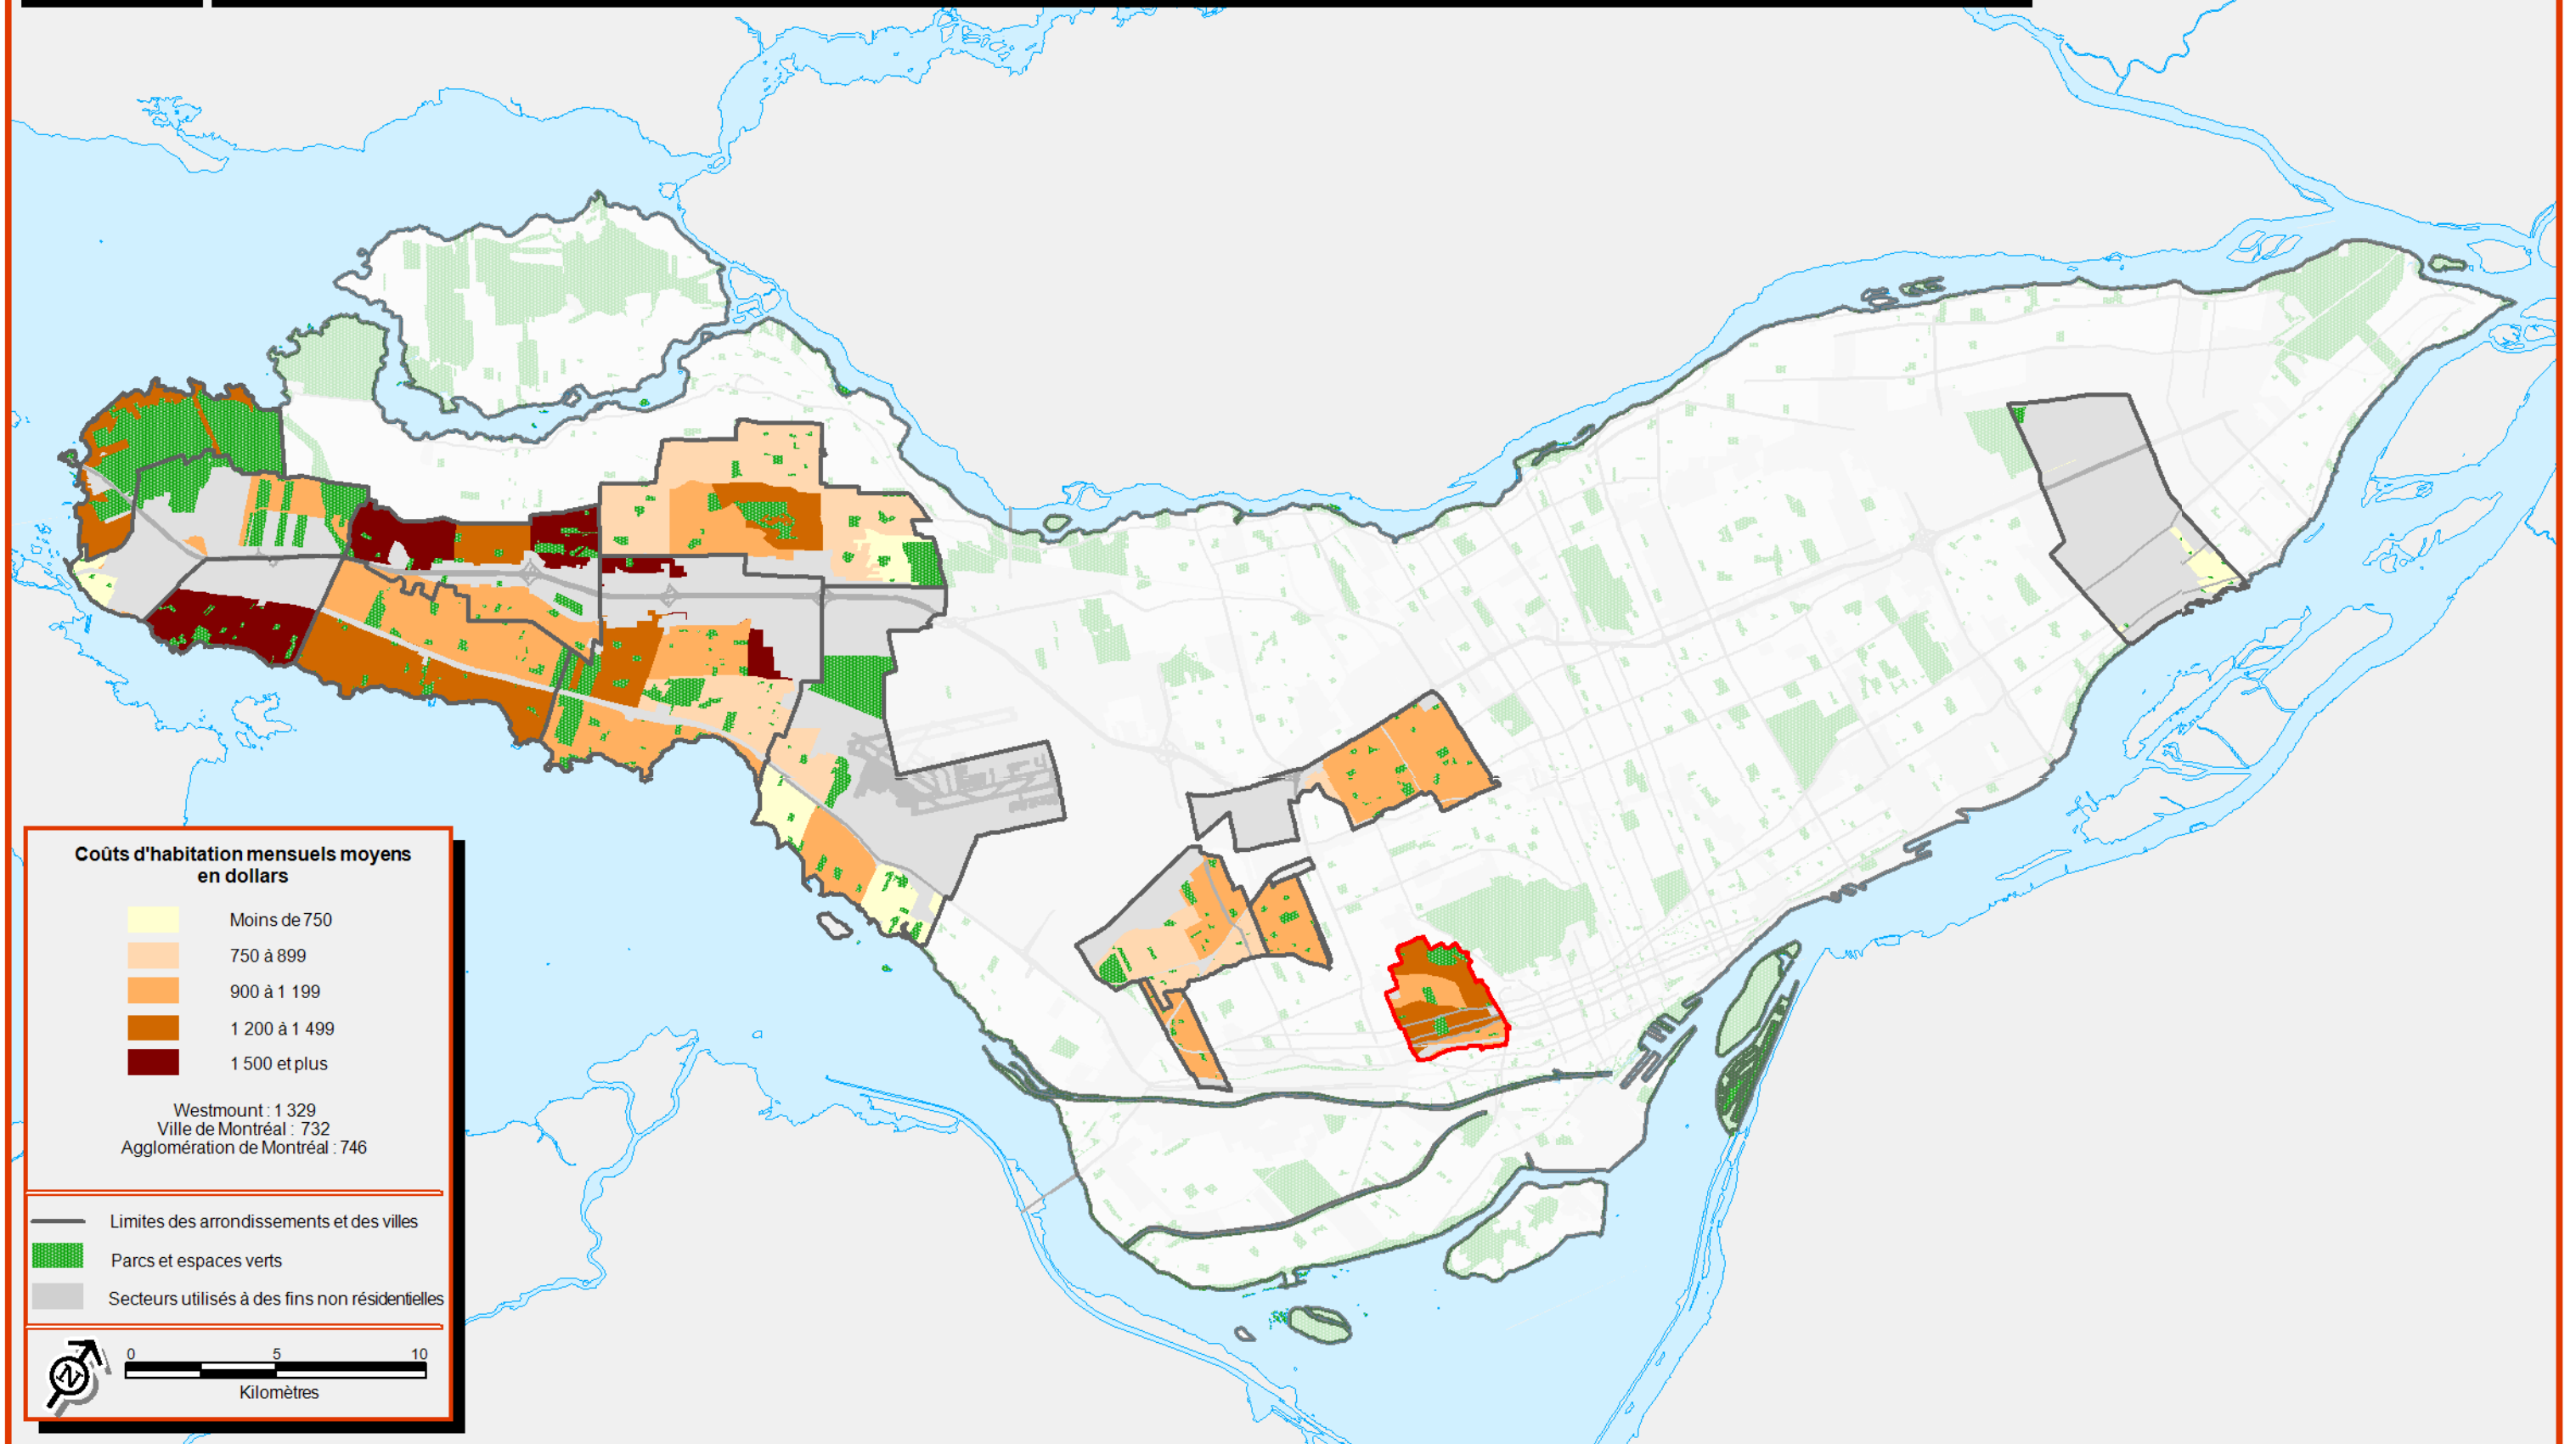 Coûts d'habitation mensuels moyens
en dollars
Moins de 750
750 à 899
900 à 1 199
1 200 à 1 499
1 500 et plus
Westmount : 1 329
Ville de Montréal : 732
Agglomération de Montréal : 746
Limites des arrondissements et des villes
Parcs et espaces verts
Secteurs utilisés à des fins non résidentielles
N
0 5 10
Kilomètres